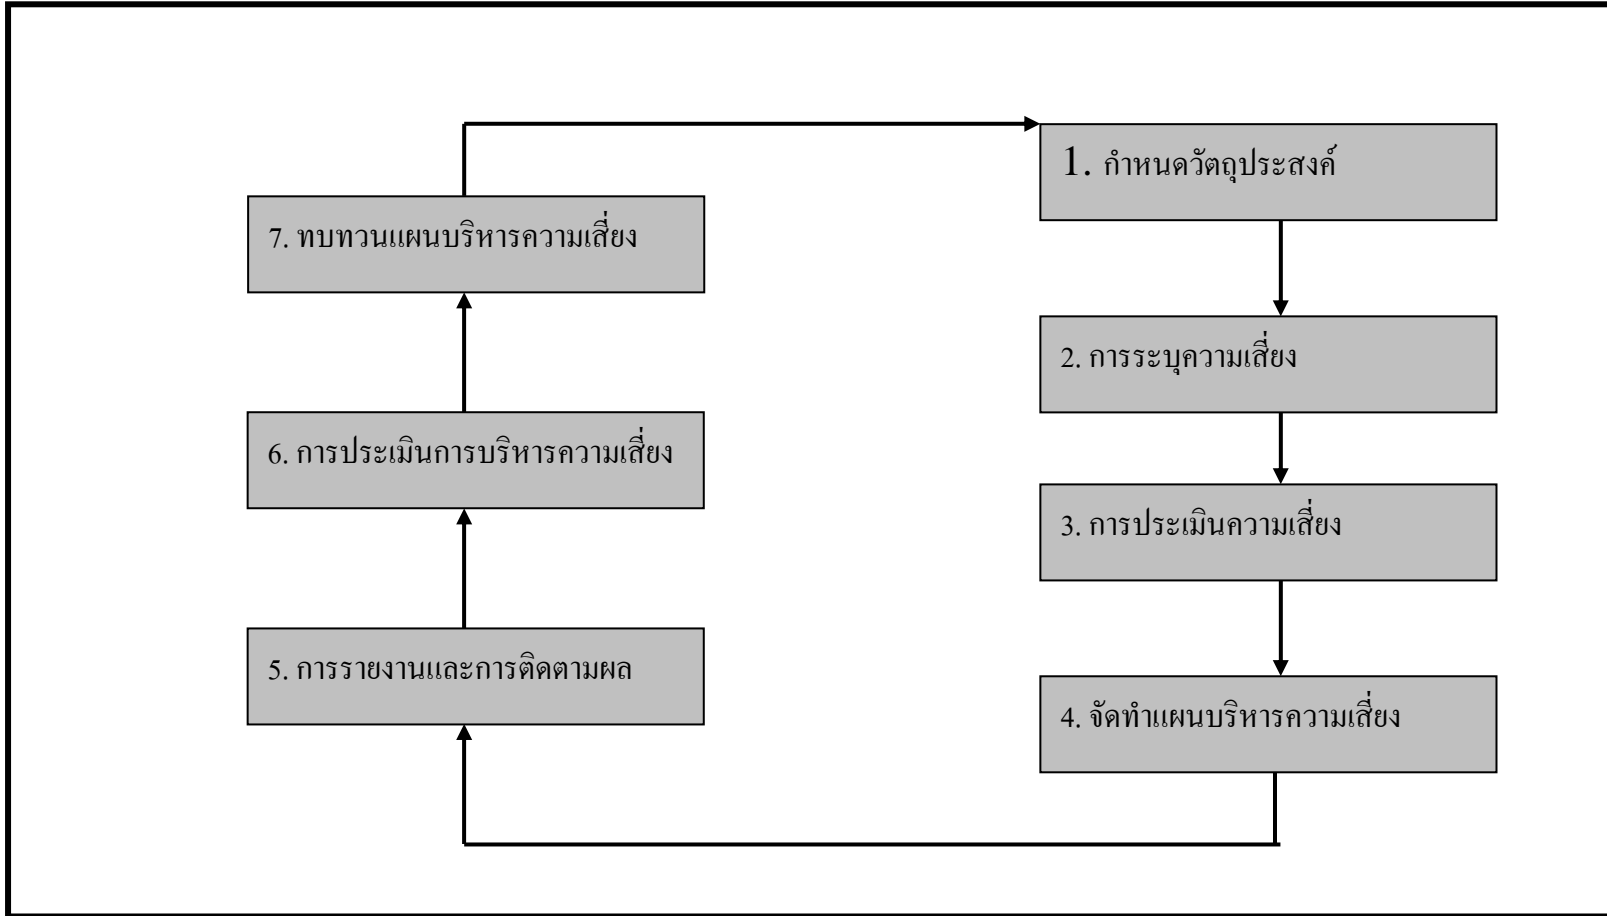 1. กำหนดวัตถุประสงค์
2. การระบุความเสี่ยง
3. การประเมินความเสี่ยง
4. จัดทำแผนบริหารความเสี่ยง
5. การรายงานและการติดตามผล
6. การประเมินการบริหารความเสี่ยง
7. ทบทวนแผนบริหารความเสี่ยง